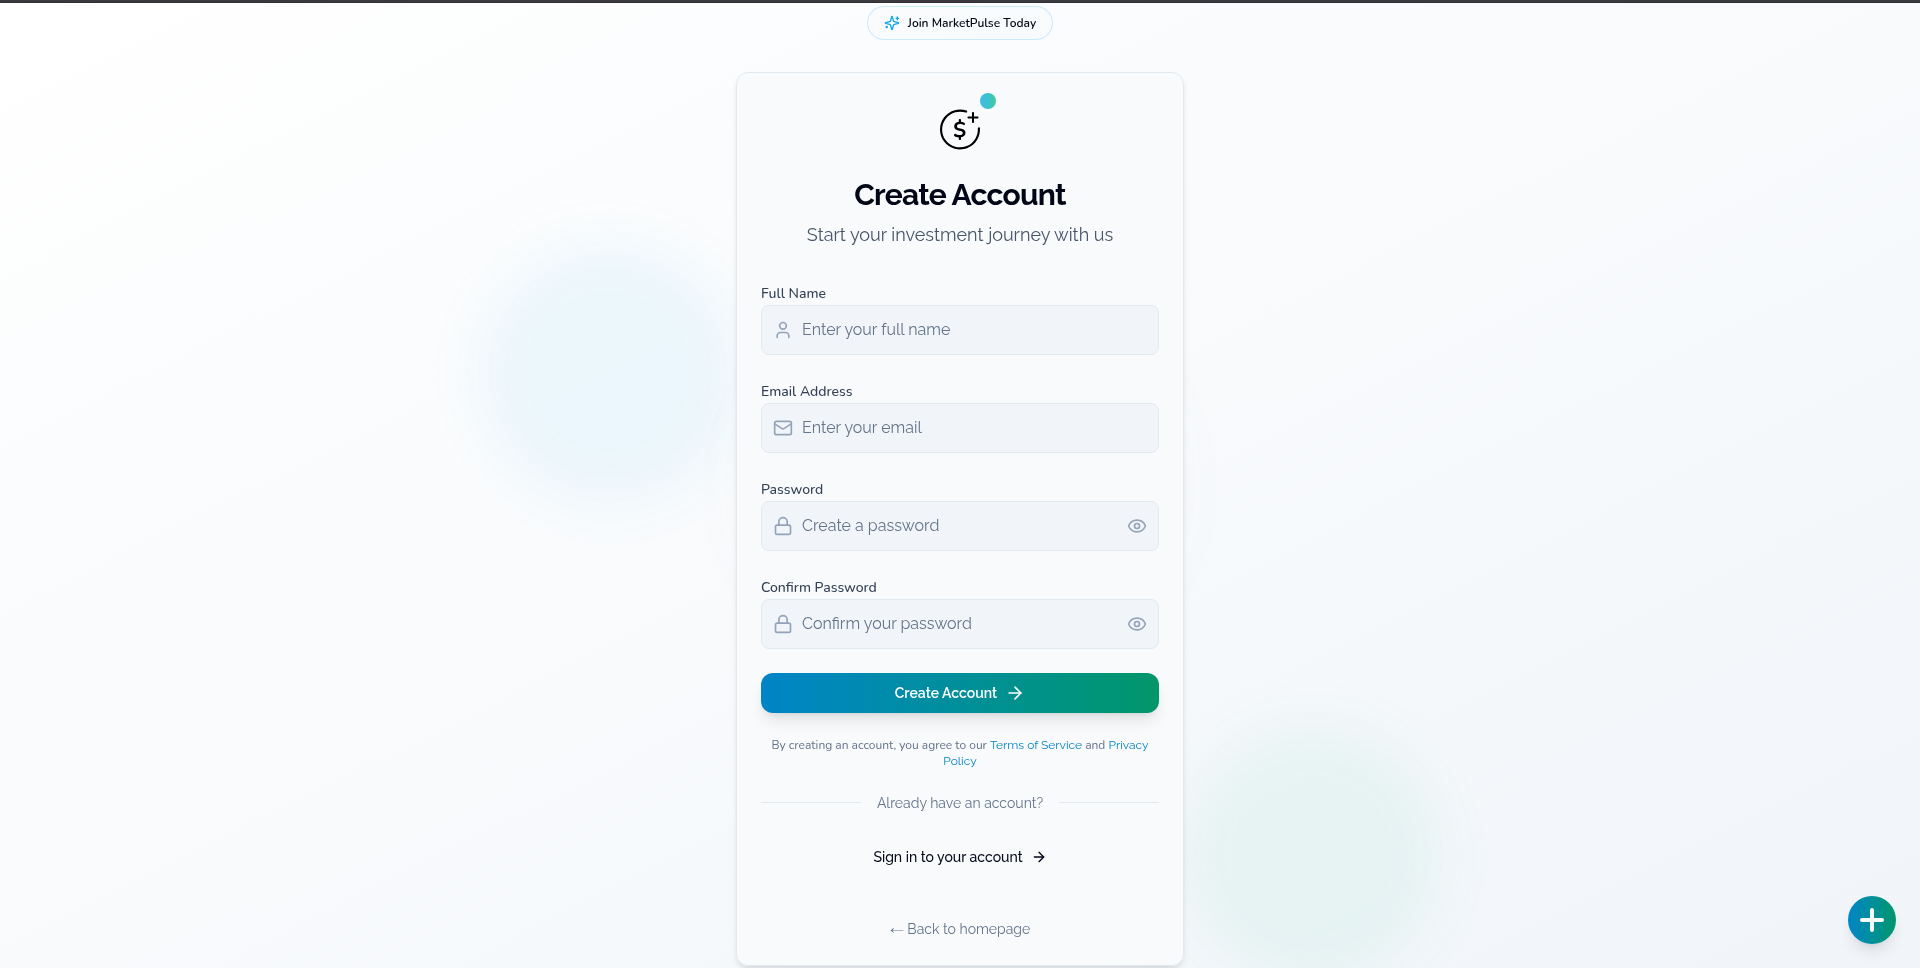 Join MarketPulse Today
Create Account
Start your investment journey with us
Full Name
Enter your full name
Email Address
Enter your email
Password
Create a password
Confirm Password
Confirm your password
Create Account →
By creating an account, you agree to our Terms of Service and Privacy
Policy
Already have an account?
Sign in to your account →
← Back to homepage